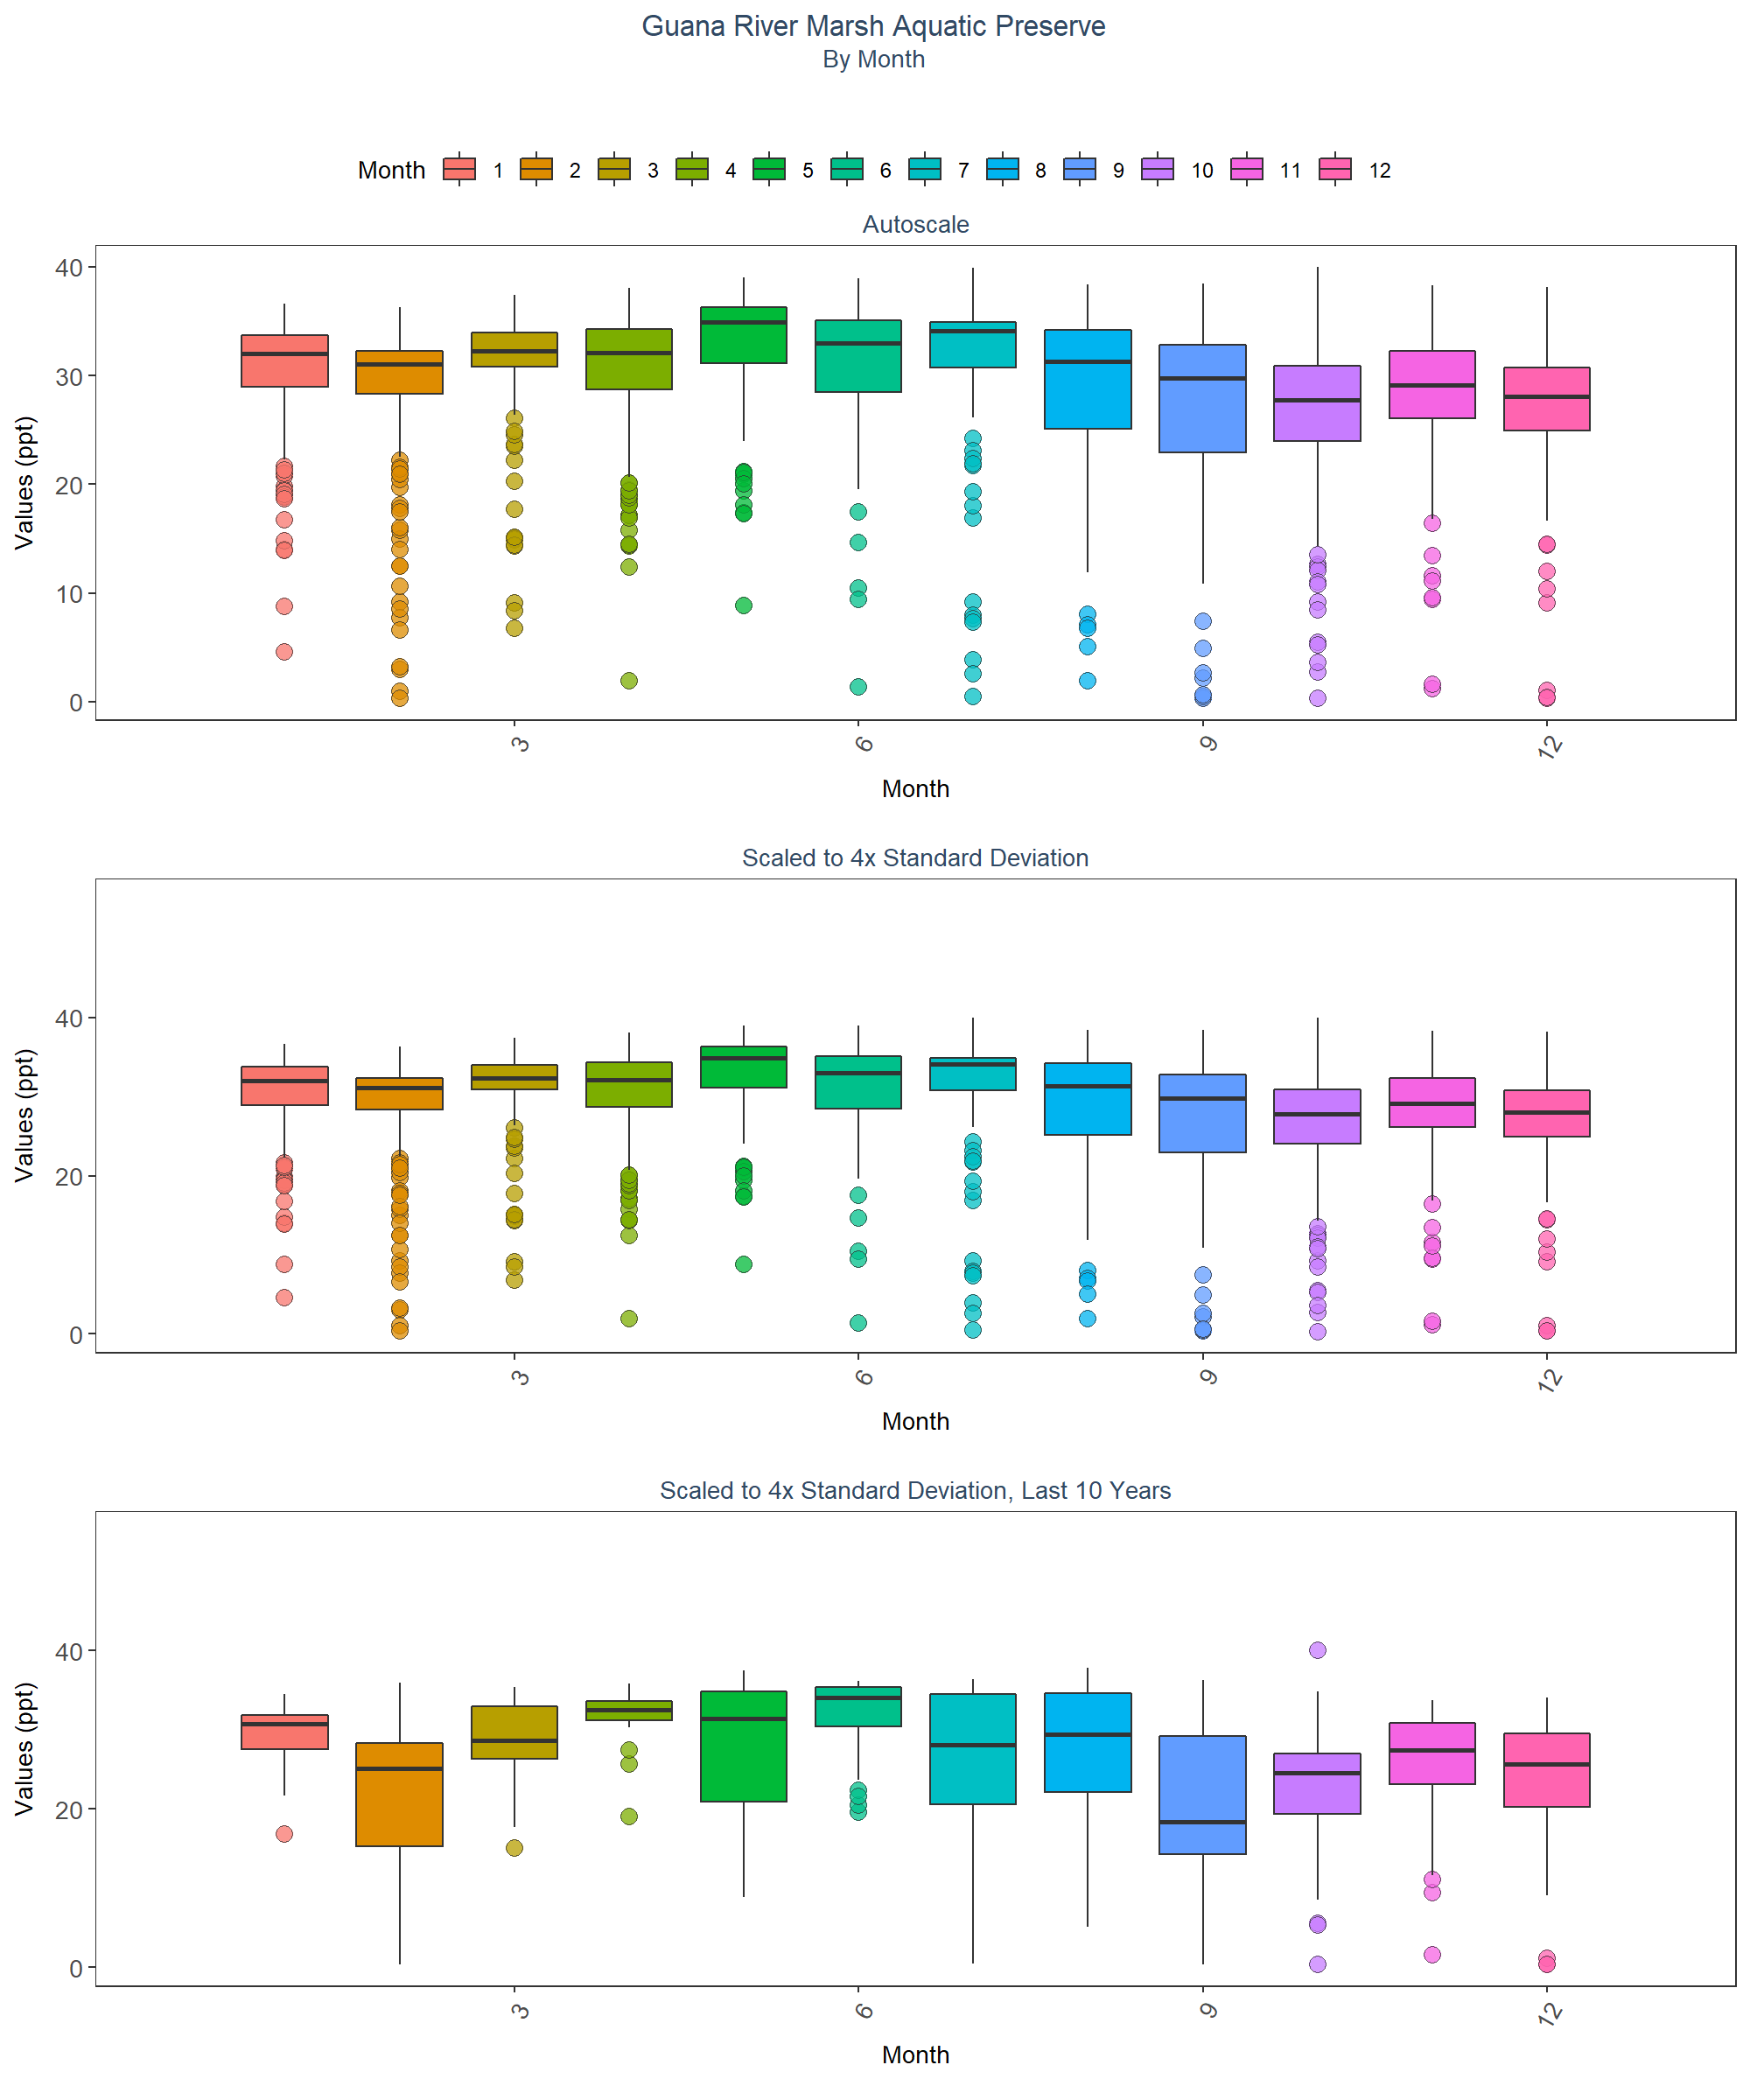 Guana River Marsh Aquatic Preserve
By Month
Month 1 2 3 4 5 6 7 8 9 10 11 12
Autoscale
Values (ppt)
40
30
20
10
0
3 6 9 12
Month
Scaled to 4x Standard Deviation
Values (ppt)
40
20
0
3 6 9 12
Month
Scaled to 4x Standard Deviation, Last 10 Years
Values (ppt)
40
20
0
3 6 9 12
Month